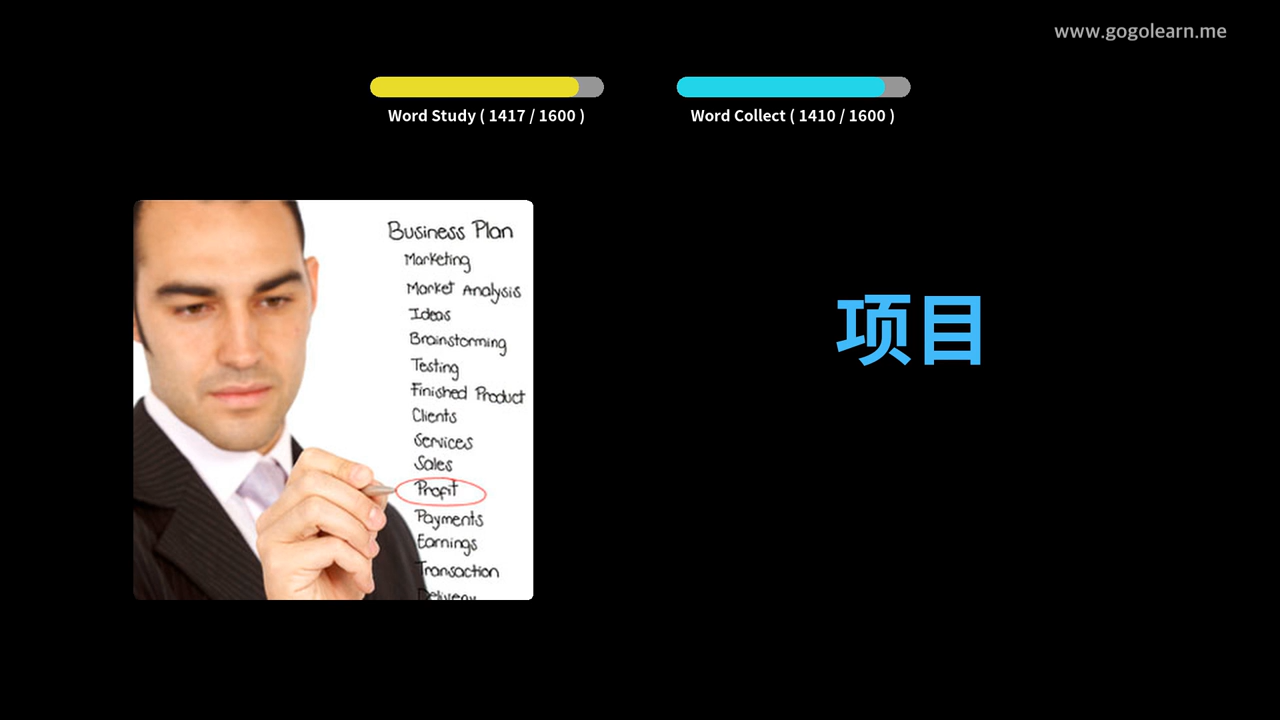 www.gogolearn.me
Word Study ( 1417 / 1600 )
Word Collect ( 1410 / 1600 )
Business Plan
Marketing
Market Analysis
Ideas
Brainstorming
Testing
Finished Product
Clients
Services
Sales
Profit
Payments
Earnings
Transaction
Delivery
项目